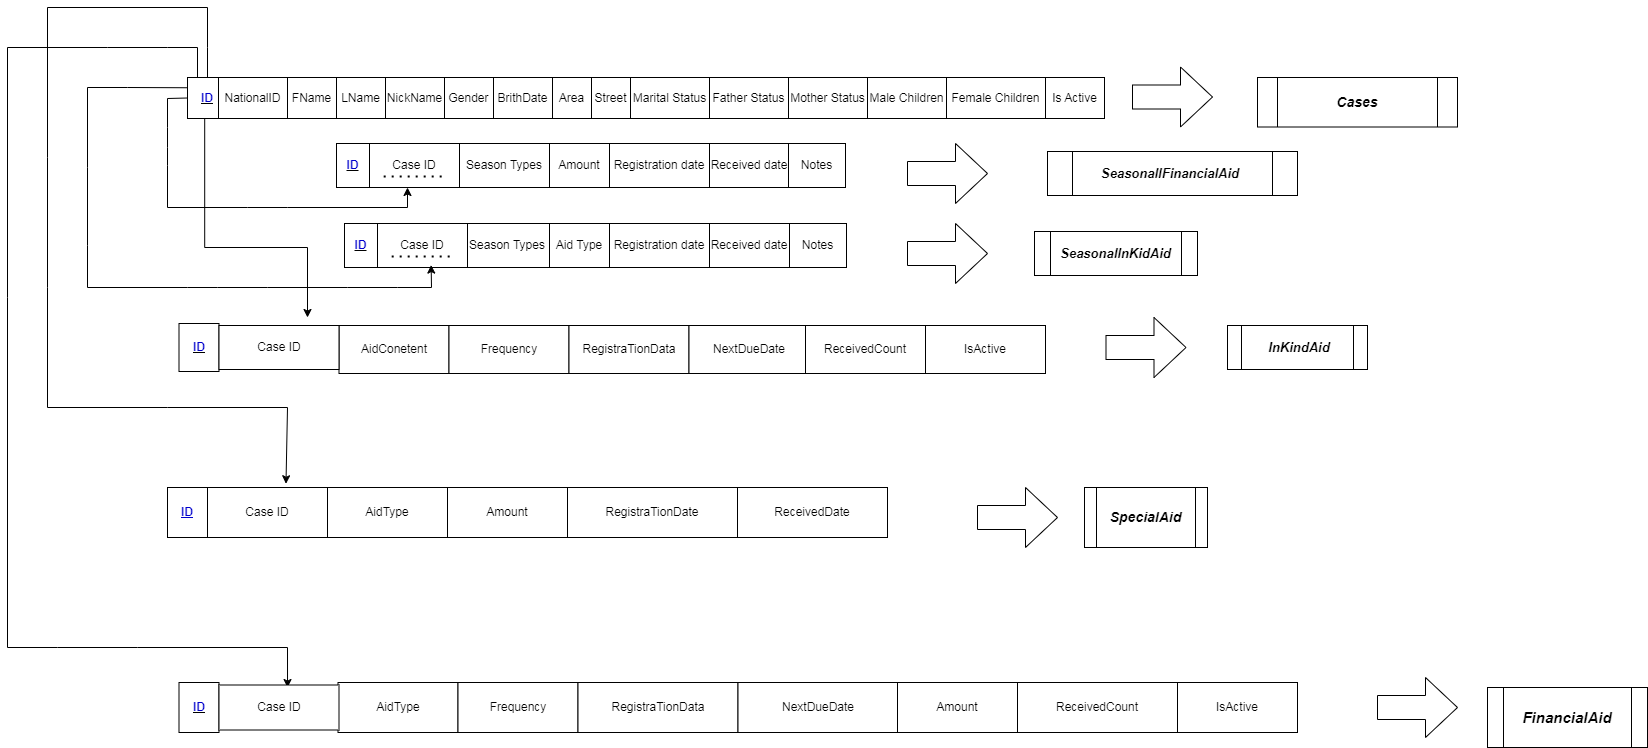 ID NationalID FName LName NickName Gender BrithDate Area Street Marital Status Father Status Mother Status Male Children Female Children Is Active
Cases
ID Case ID Season Types Amount Registration date Received date Notes
SeasonallFinancialAid
ID Case ID Season Types Aid Type Registration date Received date Notes
SeasonalInKidAid
ID Case ID AidConetent Frequency RegistraTionData NextDueDate ReceivedCount IsActive
InKindAid
ID Case ID AidType Amount RegistraTionDate ReceivedDate
SpecialAid
ID Case ID AidType Frequency RegistraTionData NextDueDate Amount ReceivedCount IsActive
FinancialAid